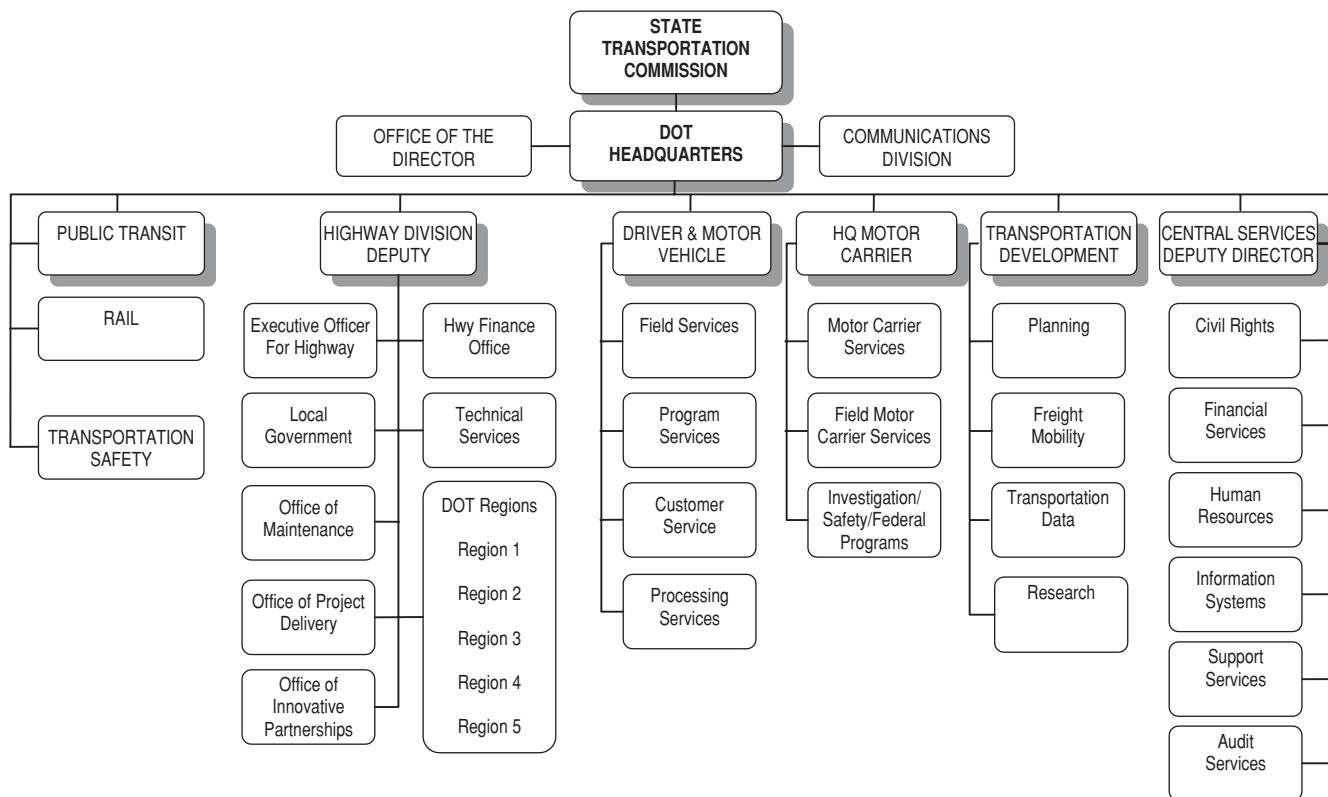 STATE
TRANSPORTATION
COMMISSION
OFFICE OF THE
DIRECTOR
DOT
HEADQUARTERS
COMMUNICATIONS
DIVISION
PUBLIC TRANSIT
RAIL
TRANSPORTATION
SAFETY
HIGHWAY DIVISION
DEPUTY
Executive Officer
For Highway
Hwy Finance
Office
Local
Government
Technical
Services
Office of
Maintenance
Office of Project
Delivery
Office of
Innovative
Partnerships
DOT Regions
Region 1
Region 2
Region 3
Region 4
Region 5
DRIVER & MOTOR
VEHICLE
Field Services
Program
Services
Customer
Service
Processing
Services
HQ MOTOR
CARRIER
Motor Carrier
Services
Field Motor
Carrier Services
Investigation/
Safety/Federal
Programs
TRANSPORTATION
DEVELOPMENT
Planning
Freight
Mobility
Transportation
Data
Research
CENTRAL SERVICES
DEPUTY DIRECTOR
Civil Rights
Financial
Services
Human
Resources
Information
Systems
Support
Services
Audit
Services